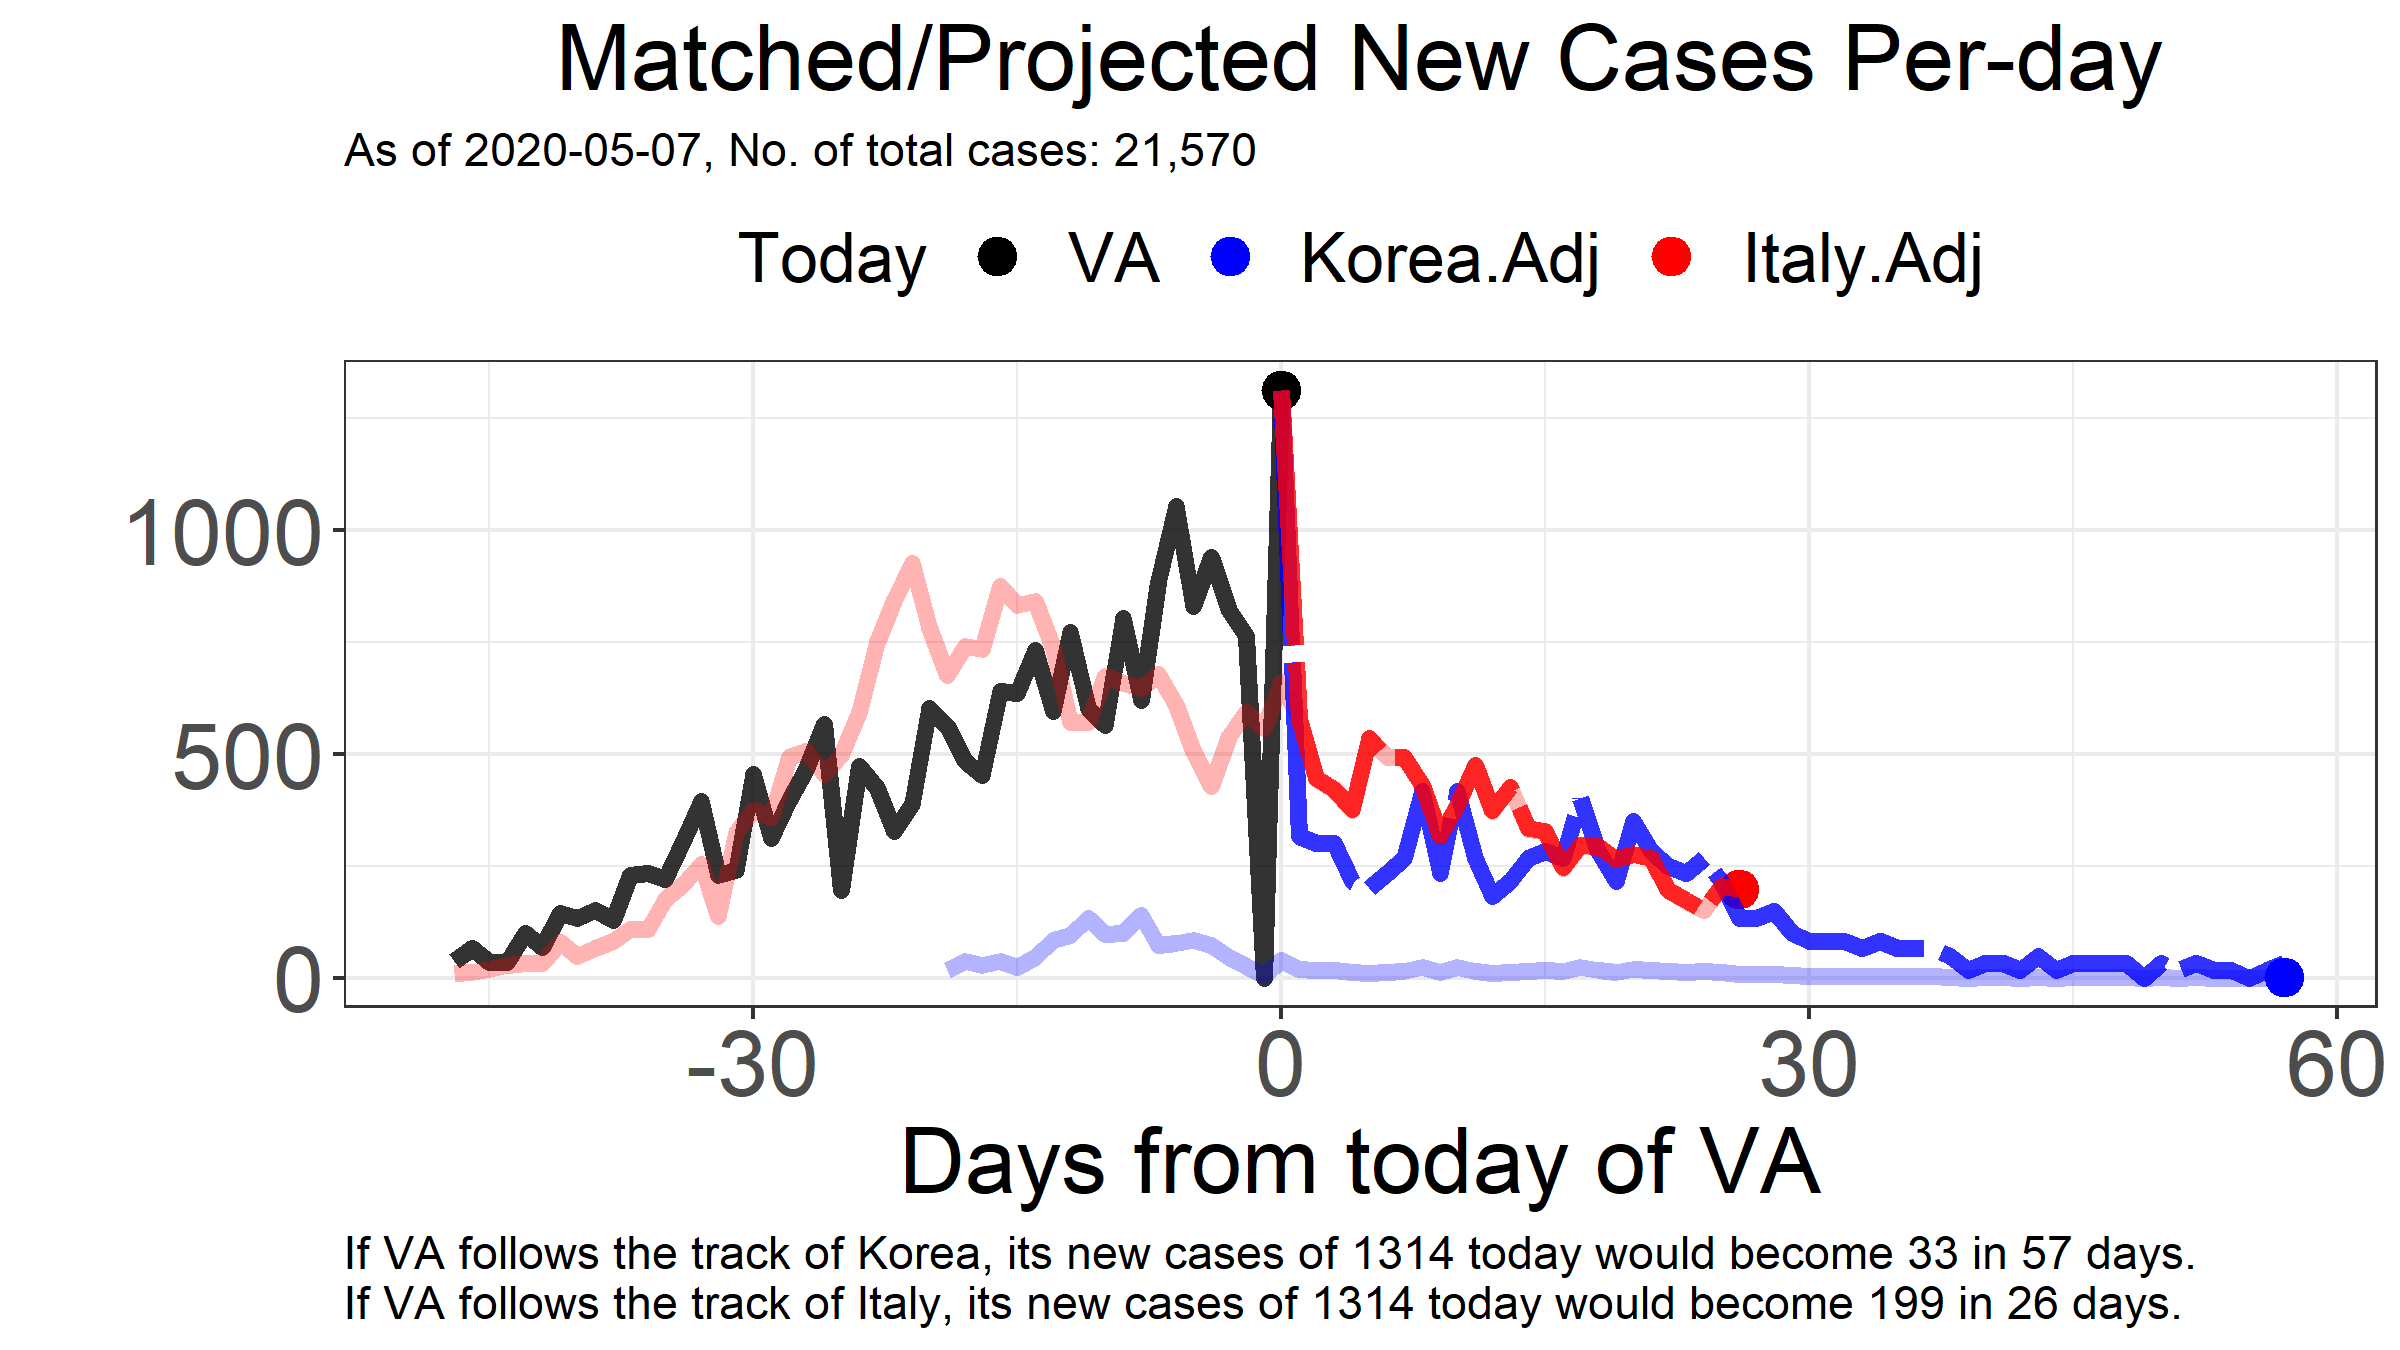 Matched/Projected New Cases Per-day
As of 2020-05-07, No. of total cases: 21,570
Today VA Korea.Adj Italy.Adj
1000
500
0
-30 0 30 60
Days from today of VA
If VA follows the track of Korea, its new cases of 1314 today would become 33 in 57 days.
If VA follows the track of Italy, its new cases of 1314 today would become 199 in 26 days.